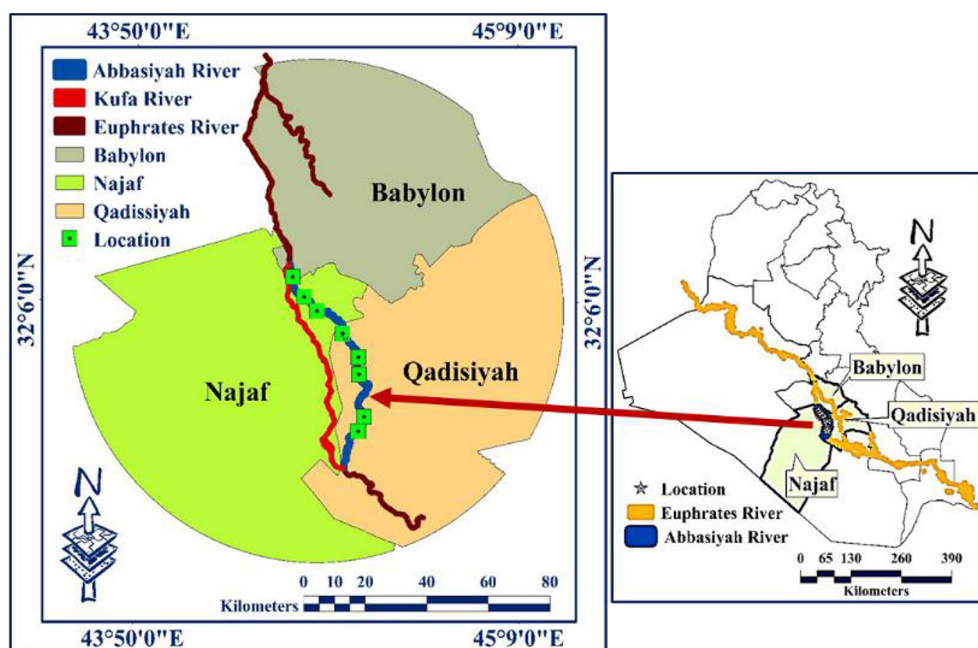 43°50'0"E
45°9'0"E
Abbasiyah River
Kufa River
Euphrates River
Babylon
Najaf
Qadissiyah
Location
Babylon
32°6'0"N
32°6'0"N
Najaf
Qadisiyah
N
0 10 20 40 60 80
Kilometers
43°50'0"E
45°9'0"E
N
Babylon
Qadisiyah
Najaf
Location
Euphrates River
Abbasiyah River
0 65 130 260 390
Kilometers